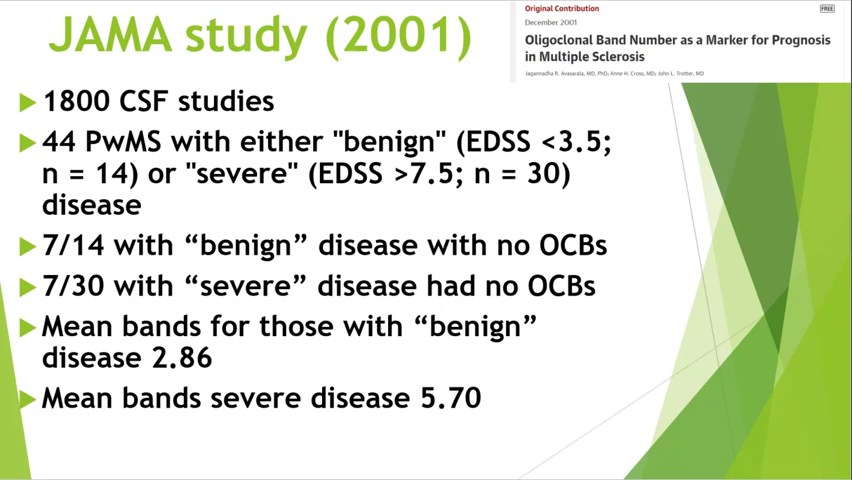 JAMA study (2001)
Original Contribution
FREE
December 2001
Oligoclonal Band Number as a Marker for Prognosis
in Multiple Sclerosis
Jagannadha R. Avasarala, MD, PhD; Anne H. Cross, MD; John L. Trotter, MD
1800 CSF studies
44 PwMS with either "benign" (EDSS <3.5;
n = 14) or "severe" (EDSS >7.5; n = 30)
disease
7/14 with “benign” disease with no OCBs
7/30 with “severe” disease had no OCBs
Mean bands for those with “benign”
disease 2.86
Mean bands severe disease 5.70